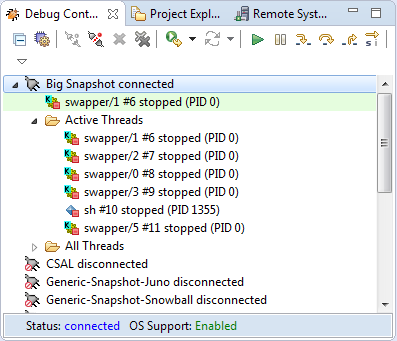 Debug Cont... Project Expl... Remote Syst...
Big Snapshot connected
swapper/1 #6 stopped (PID 0)
Active Threads
swapper/1 #6 stopped (PID 0)
swapper/2 #7 stopped (PID 0)
swapper/0 #8 stopped (PID 0)
swapper/3 #9 stopped (PID 0)
sh #10 stopped (PID 1355)
swapper/5 #11 stopped (PID 0)
All Threads
CSAL disconnected
Generic-Snapshot-Juno disconnected
Generic-Snapshot-Snowball disconnected
Status: connected OS Support: Enabled